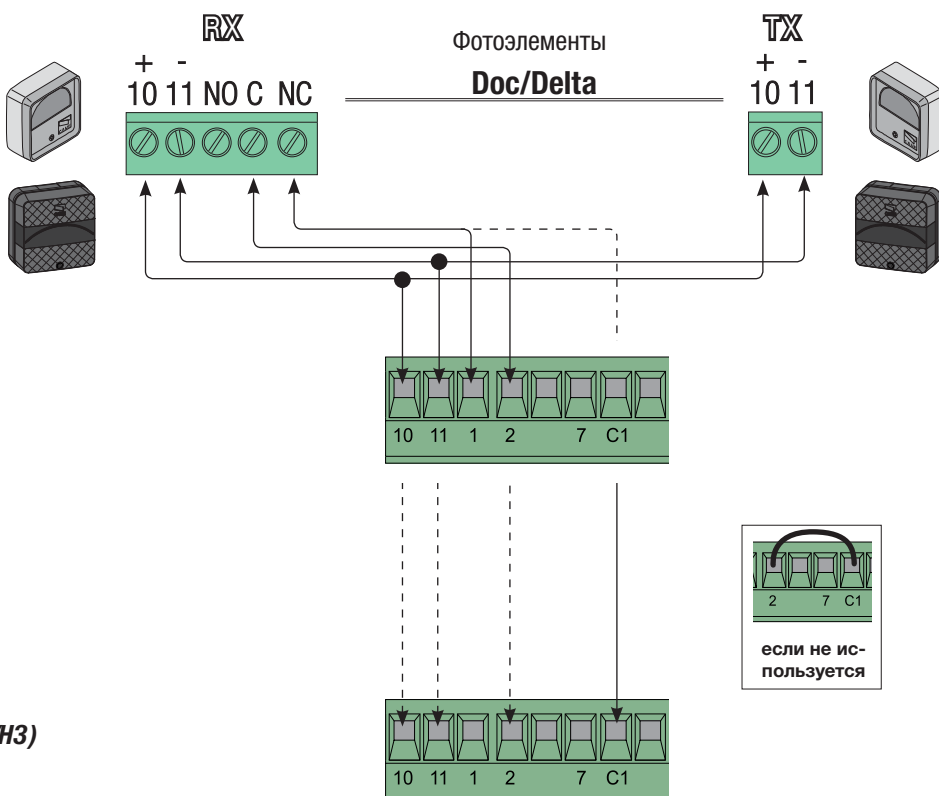 RX
Фотоэлементы
TX
+ -
Doc/Delta
+ -
10 11 NO C NC
10 11
10 11 1 2 7 C1
2 7 C1
если не ис-
пользуется
НЗ)
10 11 1 2 7 C1